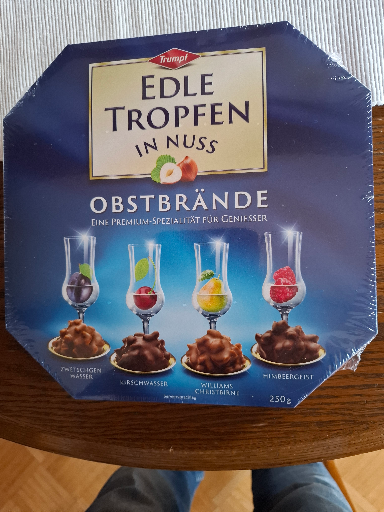 Trumpf
EDLE
TROPFEN
IN NUSS
OBSTBRÄNDE
EINE PREMIUM-SPEZIALITÄT FÜR GENIESSER
ZWETSCHGEN-
WASSER
KIRSCHWASSER
WILLIAMS-
CHRISTBIRNE
HIMBEERGEIST
250g